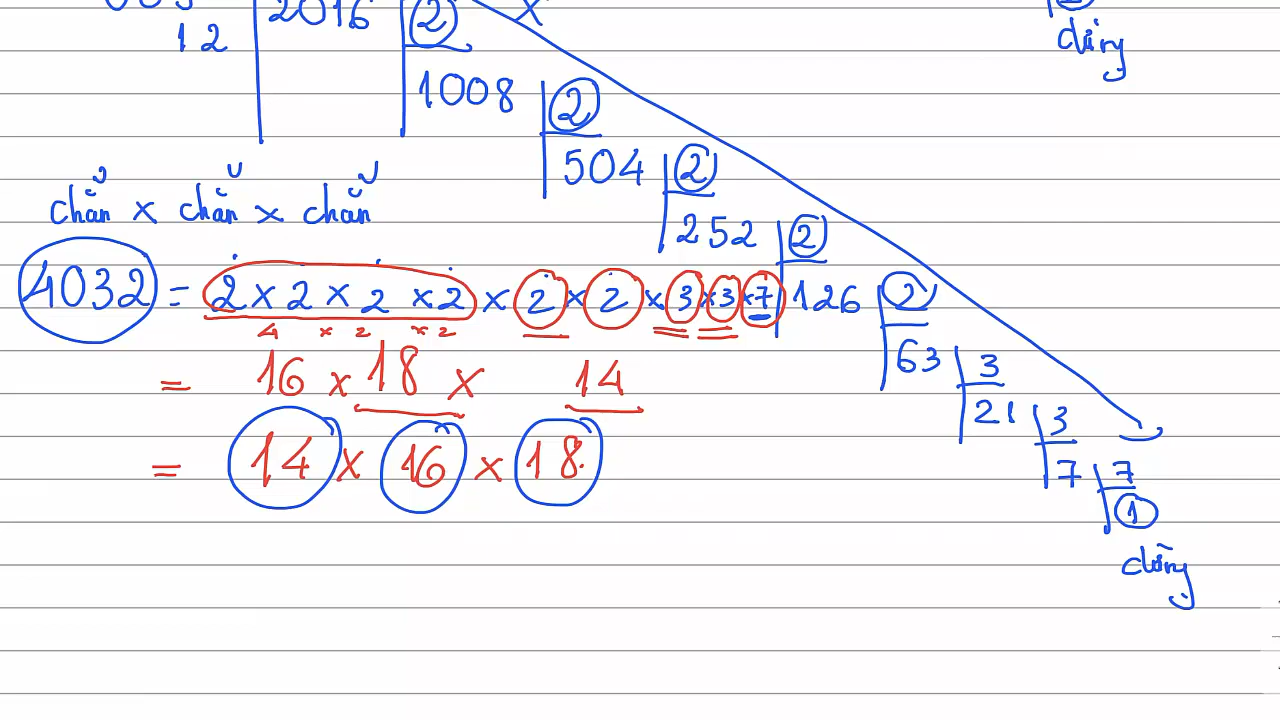 003 2016 2 x
12
1008 2
504 2
252 2
126 2
63 3
21 3
7 7
1
dừng
dừng
chẵn x chẵn x chẵn
4032 = 2 x 2 x 2 x 2 x 2 x 2 x 3 x 3 x 7
4 x 2 x 2
= 16 x 18 x 14
= 14 x 16 x 18.